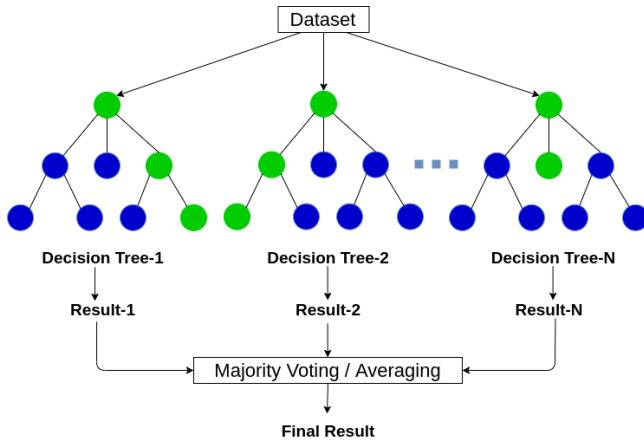 Dataset
Decision Tree-1
Decision Tree-2
Decision Tree-N
Result-1
Result-2
Result-N
Majority Voting / Averaging
Final Result